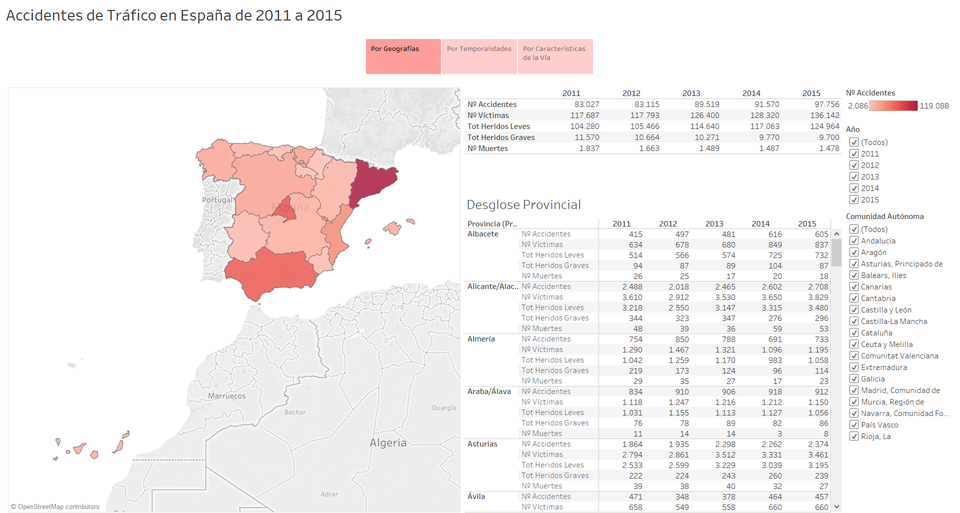 Accidentes de Tráfico en España de 2011 a 2015
Por Geografías
Por Temporalidades
Por Características
de la Vía
2011 2012 2013 2014 2015
Nº Accidentes 83.027 83.115 89.519 91.570 97.756
Nº Víctimas 117.687 117.793 126.400 128.320 136.142
Tot Heridos Leves 104.280 105.466 114.640 117.063 124.964
Tot Heridos Graves 11.570 10.664 10.271 9.770 9.700
Nº Muertes 1.837 1.663 1.489 1.487 1.478
Nº Accidentes
2.086 119.088
Año
(Todos)
2011
2012
2013
2014
2015
Comunidad Autónoma
(Todos)
Andalucía
Aragón
Asturias, Principado de
Balears, Illes
Canarias
Cantabria
Castilla y León
Castilla-La Mancha
Cataluña
Ceuta y Melilla
Comunitat Valenciana
Extremadura
Galicia
Madrid, Comunidad de
Murcia, Región de
Navarra, Comunidad Fo...
País Vasco
Rioja, La
Portugal
España
Marruecos
Bechar
Ouargla
Algeria
Adrar
© OpenStreetMap contributors
Desglose Provincial
Provincia (Pr.. 2011 2012 2013 2014 2015
Albacete Nº Accidentes 415 497 481 616 605
Nº Víctimas 634 678 680 849 837
Tot Heridos Leves 514 566 574 725 732
Tot Heridos Graves 94 87 89 104 87
Nº Muertes 26 25 17 20 18
Alicante/Alac.. Nº Accidentes 2.488 2.018 2.465 2.602 2.708
Nº Víctimas 3.610 2.912 3.530 3.650 3.829
Tot Heridos Leves 3.218 2.550 3.147 3.315 3.480
Tot Heridos Graves 344 323 347 276 296
Nº Muertes 48 39 36 59 53
Almería Nº Accidentes 754 850 788 691 733
Nº Víctimas 1.290 1.467 1.321 1.096 1.195
Tot Heridos Leves 1.042 1.259 1.170 983 1.058
Tot Heridos Graves 219 173 124 96 114
Nº Muertes 29 35 27 17 23
Araba/Álava Nº Accidentes 834 910 906 918 912
Nº Víctimas 1.118 1.247 1.216 1.212 1.150
Tot Heridos Leves 1.031 1.155 1.113 1.127 1.056
Tot Heridos Graves 76 78 89 82 86
Nº Muertes 11 14 14 3 8
Asturias Nº Accidentes 1.864 1.935 2.298 2.262 2.374
Nº Víctimas 2.794 2.861 3.512 3.331 3.461
Tot Heridos Leves 2.533 2.599 3.229 3.039 3.195
Tot Heridos Graves 222 224 243 260 239
Nº Muertes 39 38 40 32 27
Ávila Nº Accidentes 471 348 378 464 457
Nº Víctimas 658 549 558 660 660